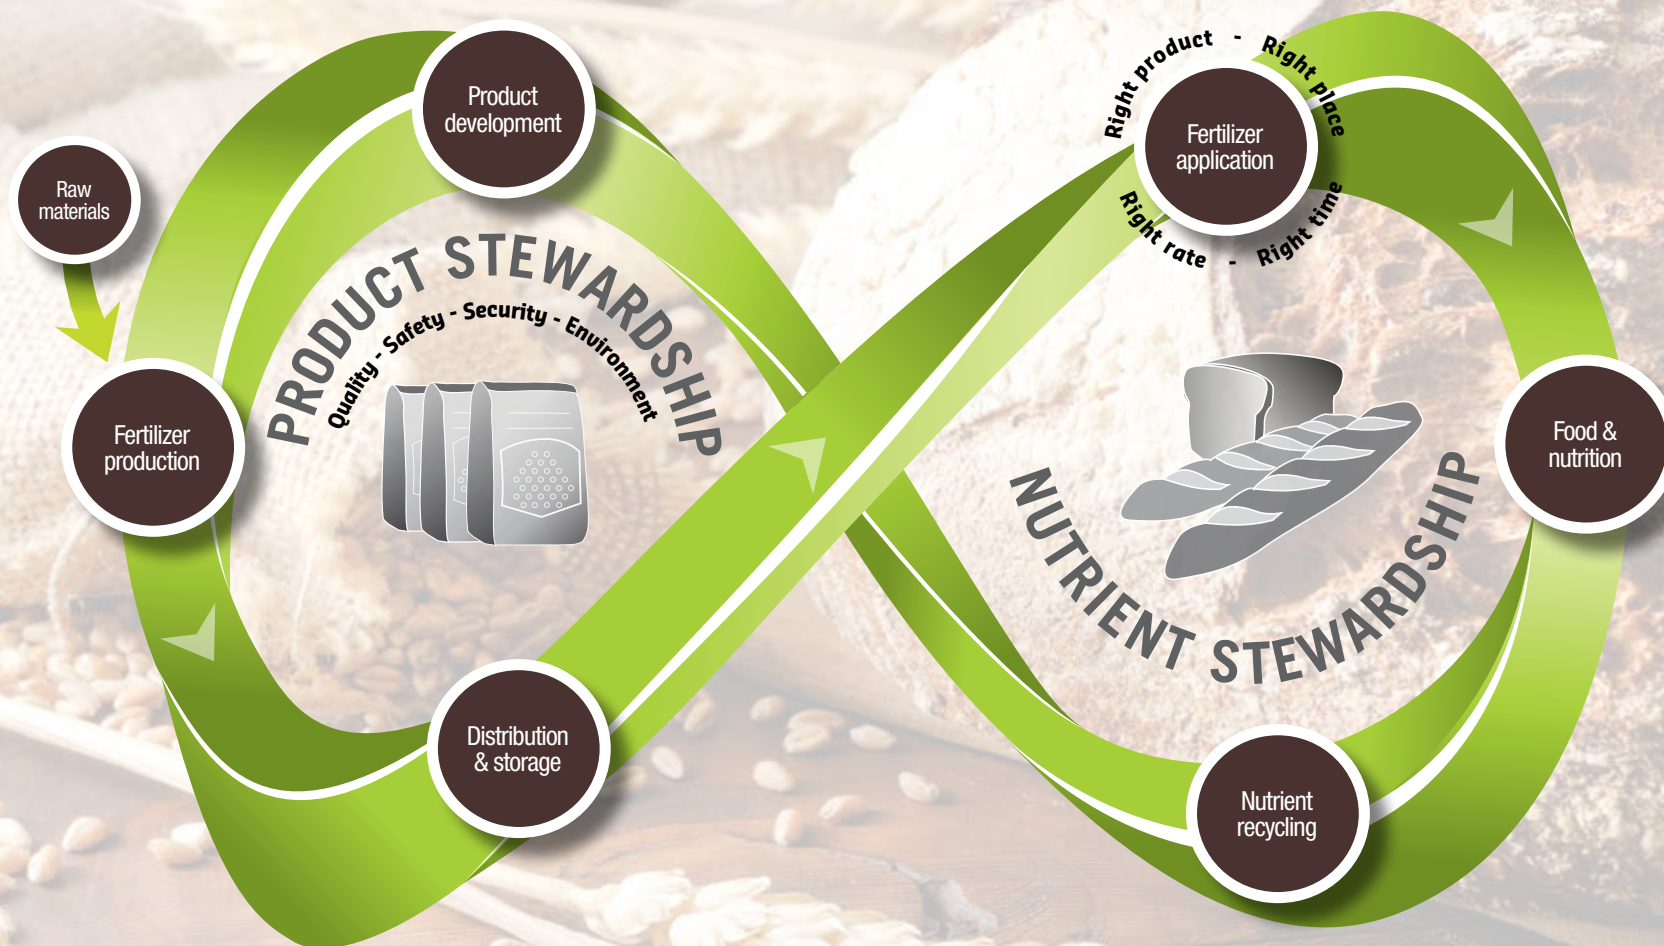 Product
development
Raw
materials
Fertilizer
production
Distribution
& storage
PRODUCT STEWARDSHIP
Quality - Safety - Security - Environment
Right product - Right place
Fertilizer
application
Right rate - Right time
Food &
nutrition
NUTRIENT STEWARDSHIP
Nutrient
recycling